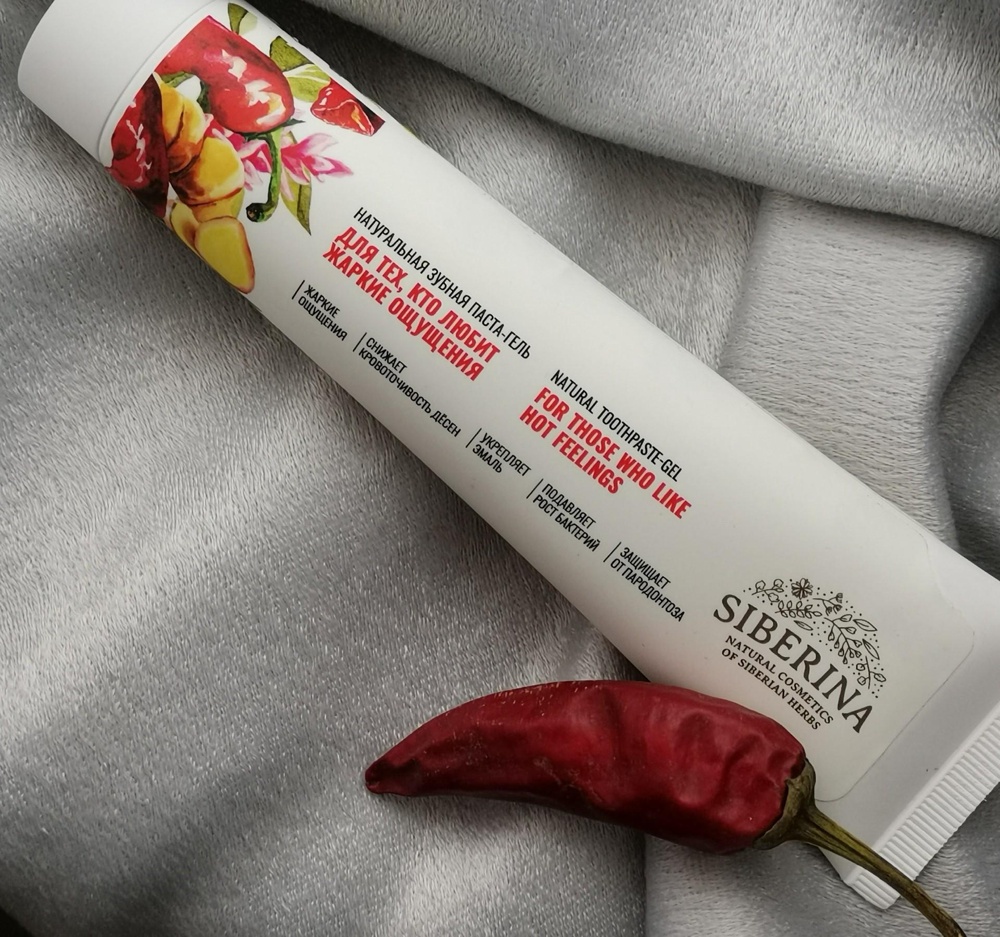 НАТУРАЛЬНАЯ ЗУБНАЯ ПАСТА-ГЕЛЬ
ДЛЯ ТЕХ, КТО ЛЮБИТ
ЖАРКИЕ ОЩУЩЕНИЯ
NATURAL TOOTHPASTE-GEL
FOR THOSE WHO LIKE
HOT FEELINGS
ЖАРКИЕ
ОЩУЩЕНИЯ
СНИЖАЕТ
КРОВОТОЧИВОСТЬ ДЁСЕН
УКРЕПЛЯЕТ
ЭМАЛЬ
ПОДАВЛЯЕТ
РОСТ БАКТЕРИЙ
ЗАЩИЩАЕТ
ОТ ПАРОДОНТОЗА
SIBERINA
NATURAL COSMETICS
OF SIBERIAN HERBS